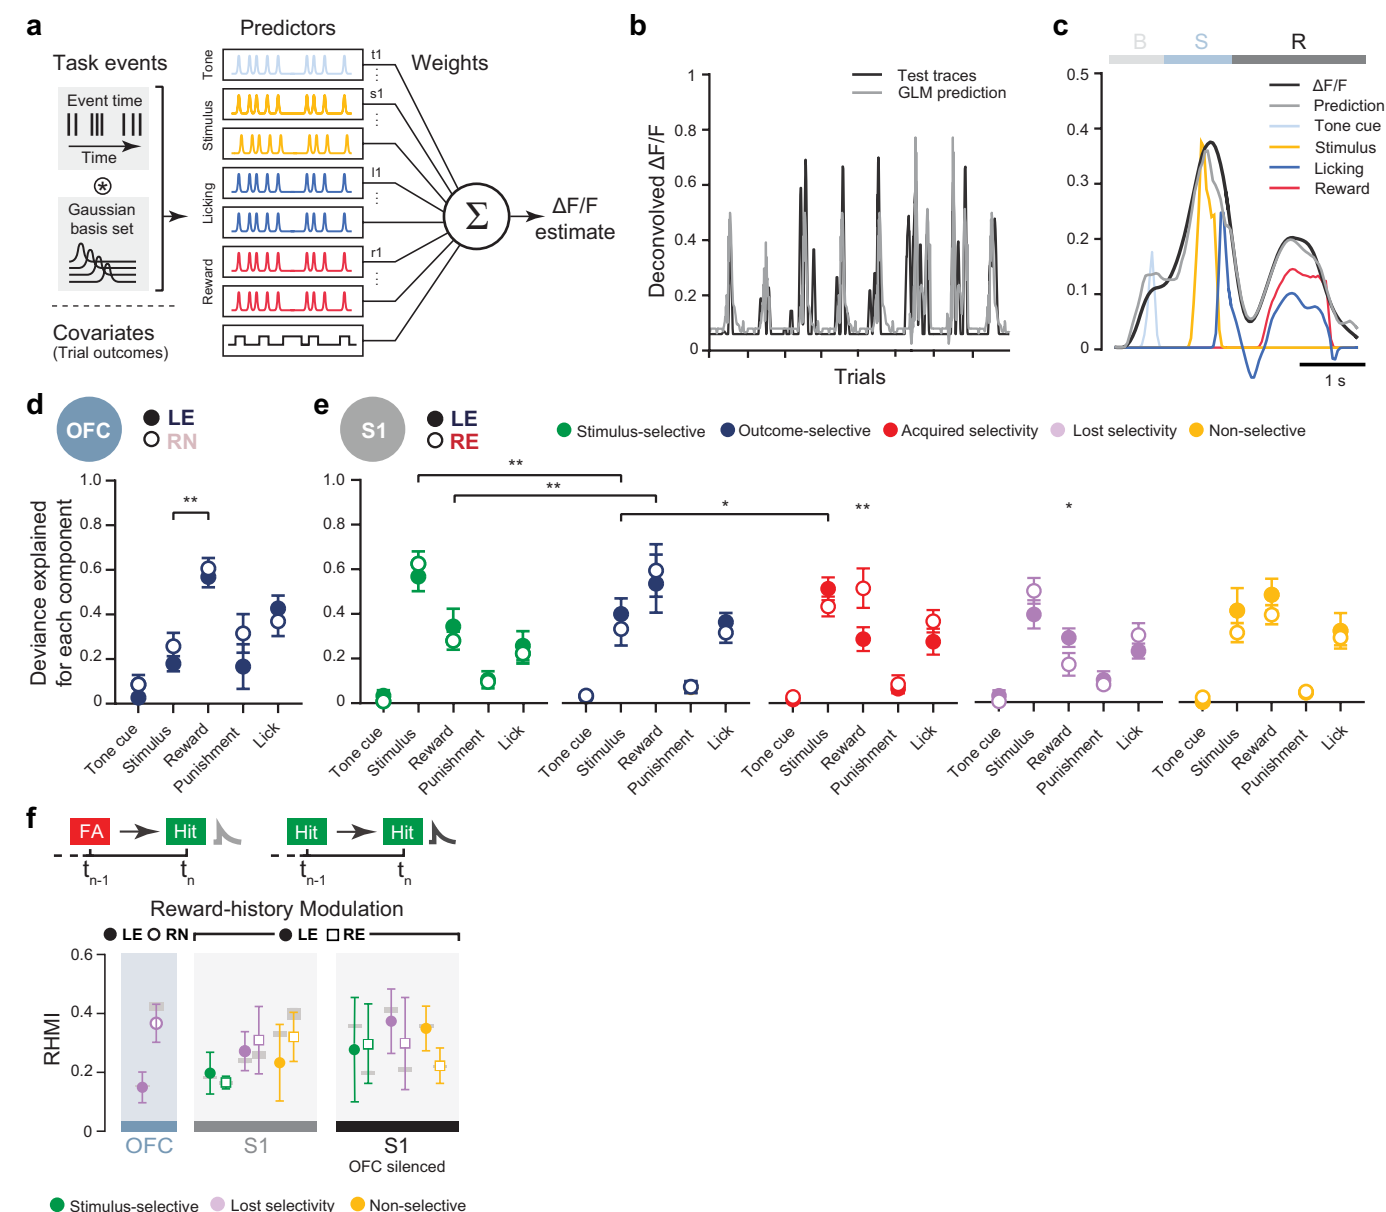 a
Predictors
Task events
Weights
Event time
Time
Gaussian
basis set
Covariates
(Trial outcomes)
Tone
Stimulus
Licking
Reward
t1
s1
l1
r1
Σ
ΔF/F
estimate
b
Test traces
GLM prediction
Deconvolved ΔF/F
1
0.8
0.6
0.4
0.2
0
Trials
c
B
S
R
0.5
0.4
0.3
0.2
0.1
0
ΔF/F
Prediction
Tone cue
Stimulus
Licking
Reward
1 s
d
OFC
LE
RN
Deviance explained
for each component
1.0
0.8
0.6
0.4
0.2
0
**
Tone cue
Stimulus
Reward
Punishment
Lick
e
S1
LE
RE
Stimulus-selective
Outcome-selective
Acquired selectivity
Lost selectivity
Non-selective
1.0
0.8
0.6
0.4
0.2
0
**
**
*
**
*
Tone cue
Stimulus
Reward
Punishment
Lick
Tone cue
Stimulus
Reward
Punishment
Lick
Tone cue
Stimulus
Reward
Punishment
Lick
Tone cue
Stimulus
Reward
Punishment
Lick
Tone cue
Stimulus
Reward
Punishment
Lick
f
FA
Hit
tn-1
tn
Hit
Hit
tn-1
tn
Reward-history Modulation
LE RN
LE RE
RHMI
0.6
0.4
0.2
0
OFC
S1
S1
OFC silenced
Stimulus-selective
Lost selectivity
Non-selective